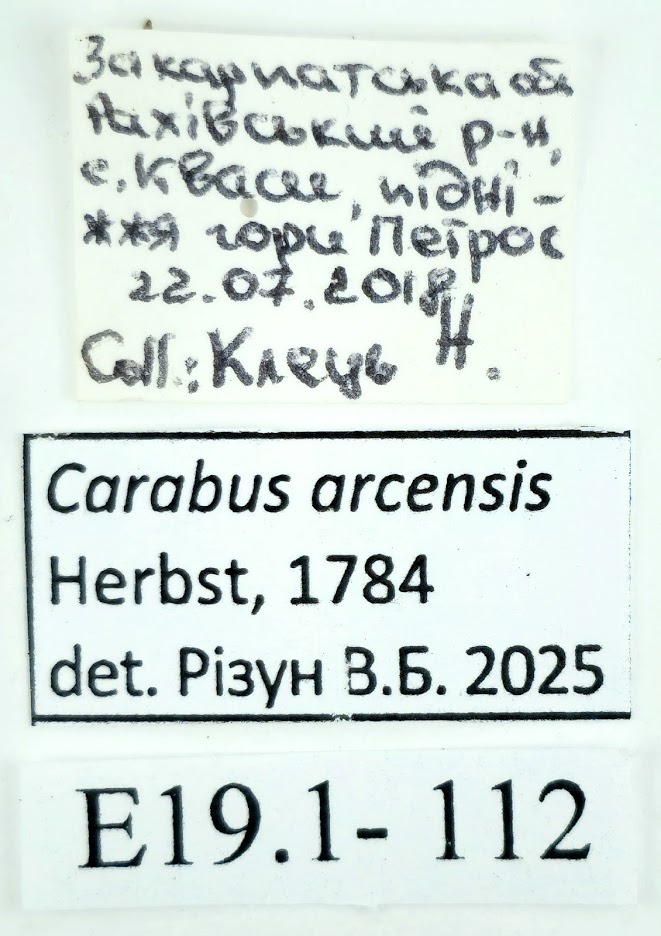 Закарпатська обл
Рахівський р-н,
с. Кваси, підні-
жжя гори Петрос
22.07.2018
Coll.: Клець Н.
Carabus arcensis
Herbst, 1784
det. Різун В.Б. 2025
E19.1- 112